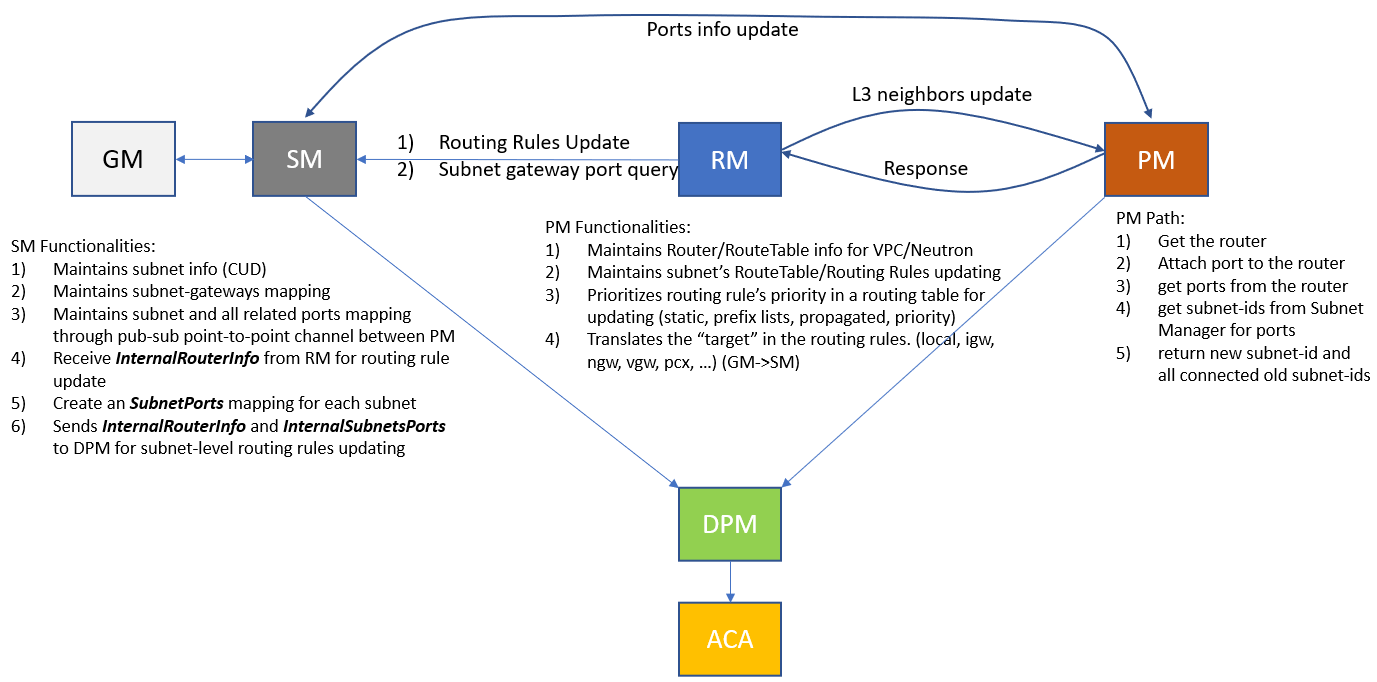 Ports info update
L3 neighbors update
GM
SM
1) Routing Rules Update
2) Subnet gateway port query
RM
Response
PM
SM Functionalities:
1) Maintains subnet info (CUD)
2) Maintains subnet-gateways mapping
3) Maintains subnet and all related ports mapping
through pub-sub point-to-point channel between PM
4) Receive InternalRouterInfo from RM for routing rule
update
5) Create an SubnetPorts mapping for each subnet
6) Sends InternalRouterInfo and InternalSubnetsPorts
to DPM for subnet-level routing rules updating
PM Functionalities:
1) Maintains Router/RouteTable info for VPC/Neutron
2) Maintains subnet’s RouteTable/Routing Rules updating
3) Prioritizes routing rule’s priority in a routing table for
updating (static, prefix lists, propagated, priority)
4) Translates the “target” in the routing rules. (local, igw,
ngw, vgw, pcx, …) (GM->SM)
PM Path:
1) Get the router
2) Attach port to the router
3) get ports from the router
4) get subnet-ids from Subnet
Manager for ports
5) return new subnet-id and
all connected old subnet-ids
DPM
ACA